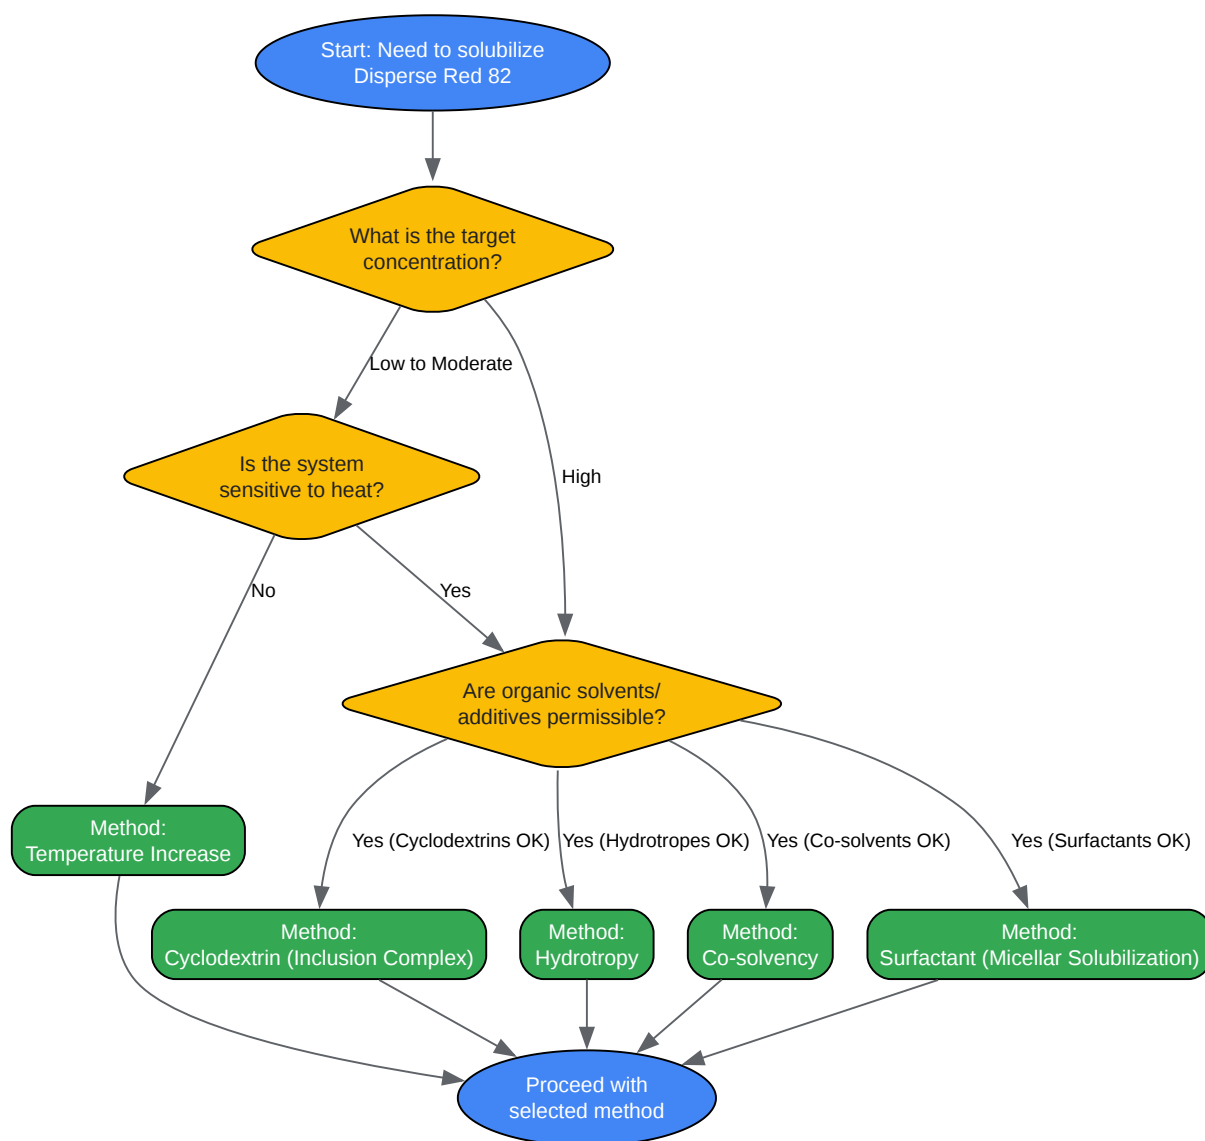 Start: Need to solubilize
Disperse Red 82
What is the target
concentration?
Low to Moderate
Is the system
sensitive to heat?
High
No
Yes
Are organic solvents/
additives permissible?
Method:
Temperature Increase
Yes (Cyclodextrins OK)
Yes (Hydrotropes OK)
Yes (Co-solvents OK)
Yes (Surfactants OK)
Method:
Cyclodextrin (Inclusion Complex)
Method:
Hydrotropy
Method:
Co-solvency
Method:
Surfactant (Micellar Solubilization)
Proceed with
selected method